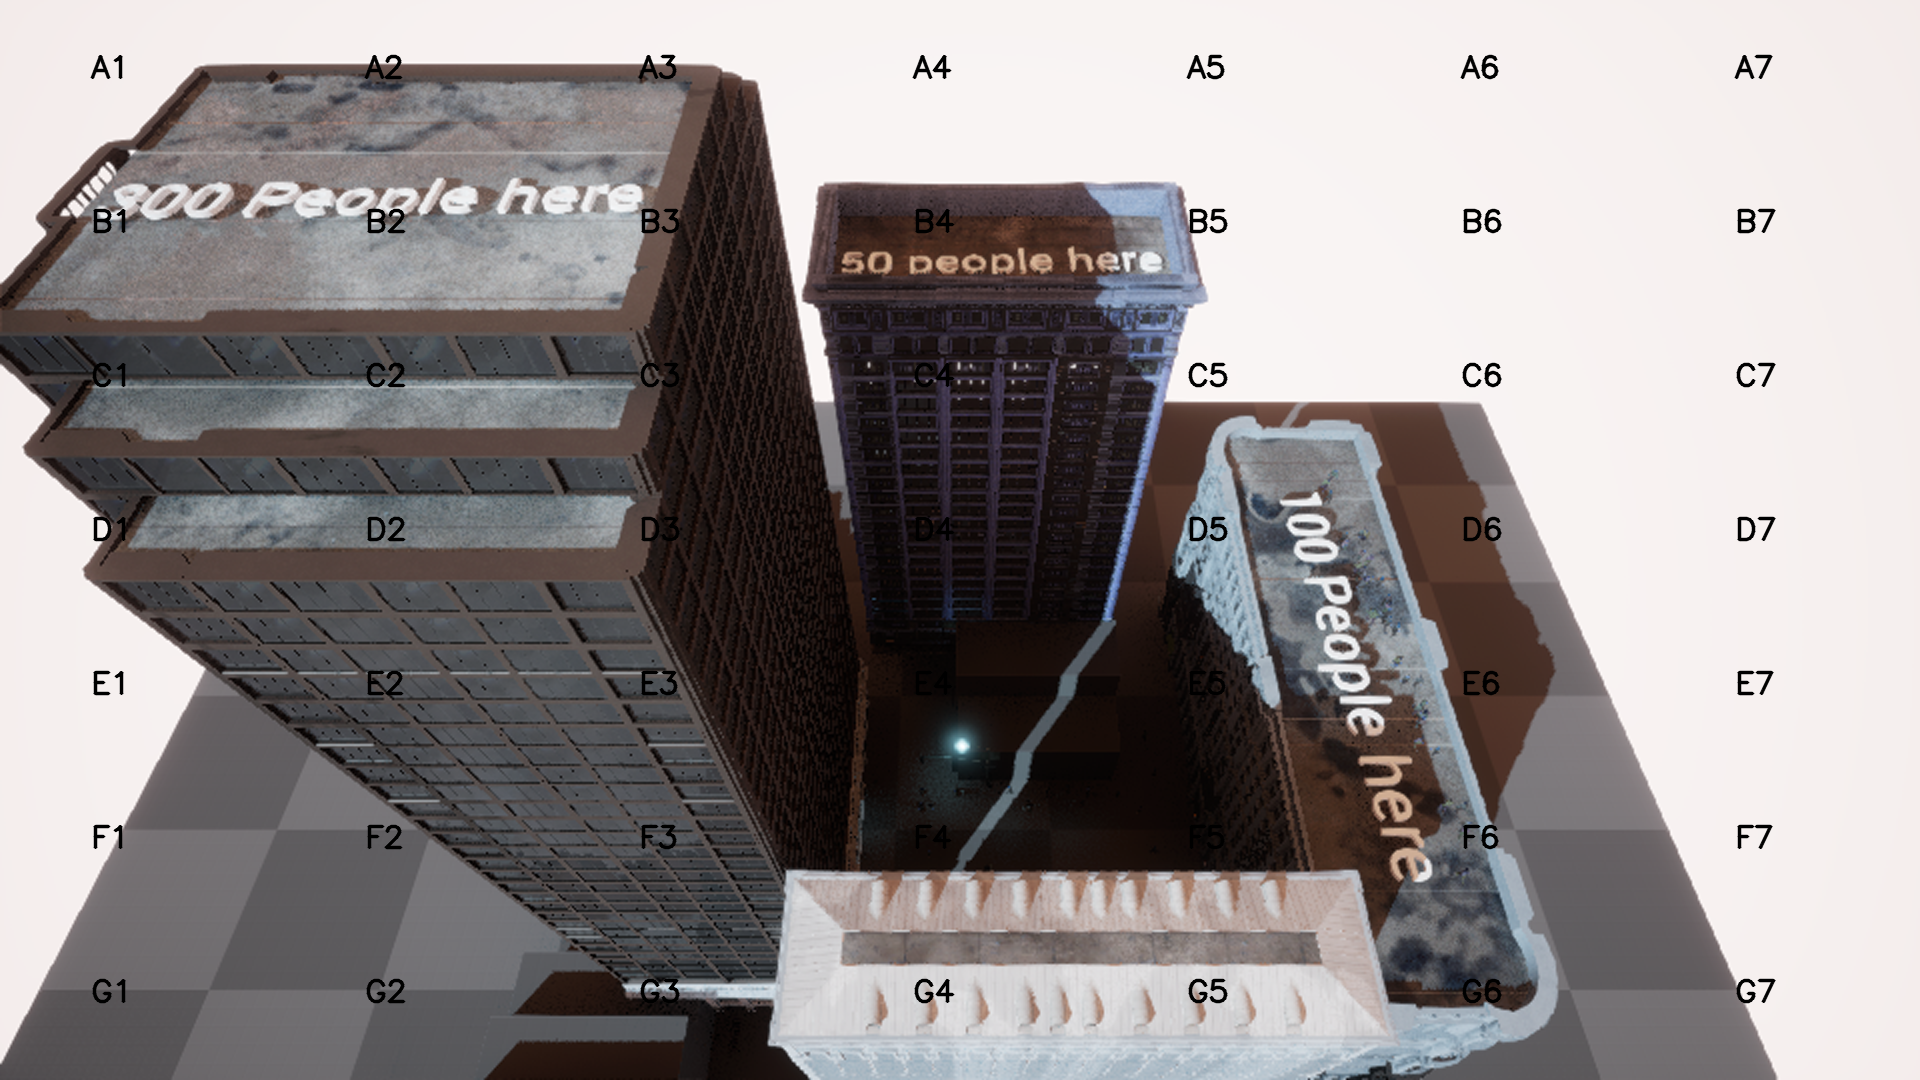 A1 A2 A3 A4 A5 A6 A7
People here
B1 B2 B3 B4 B5 B6 B7
50 people here
C1 C2 C3 C4 C5 C6 C7
D1 D2 D3 D4 D5 D6 D7
100 People here
E1 E2 E3 E4 E5 E6 E7
F1 F2 F3 F4 F5 F6 F7
G1 G2 G3 G4 G5 G6 G7